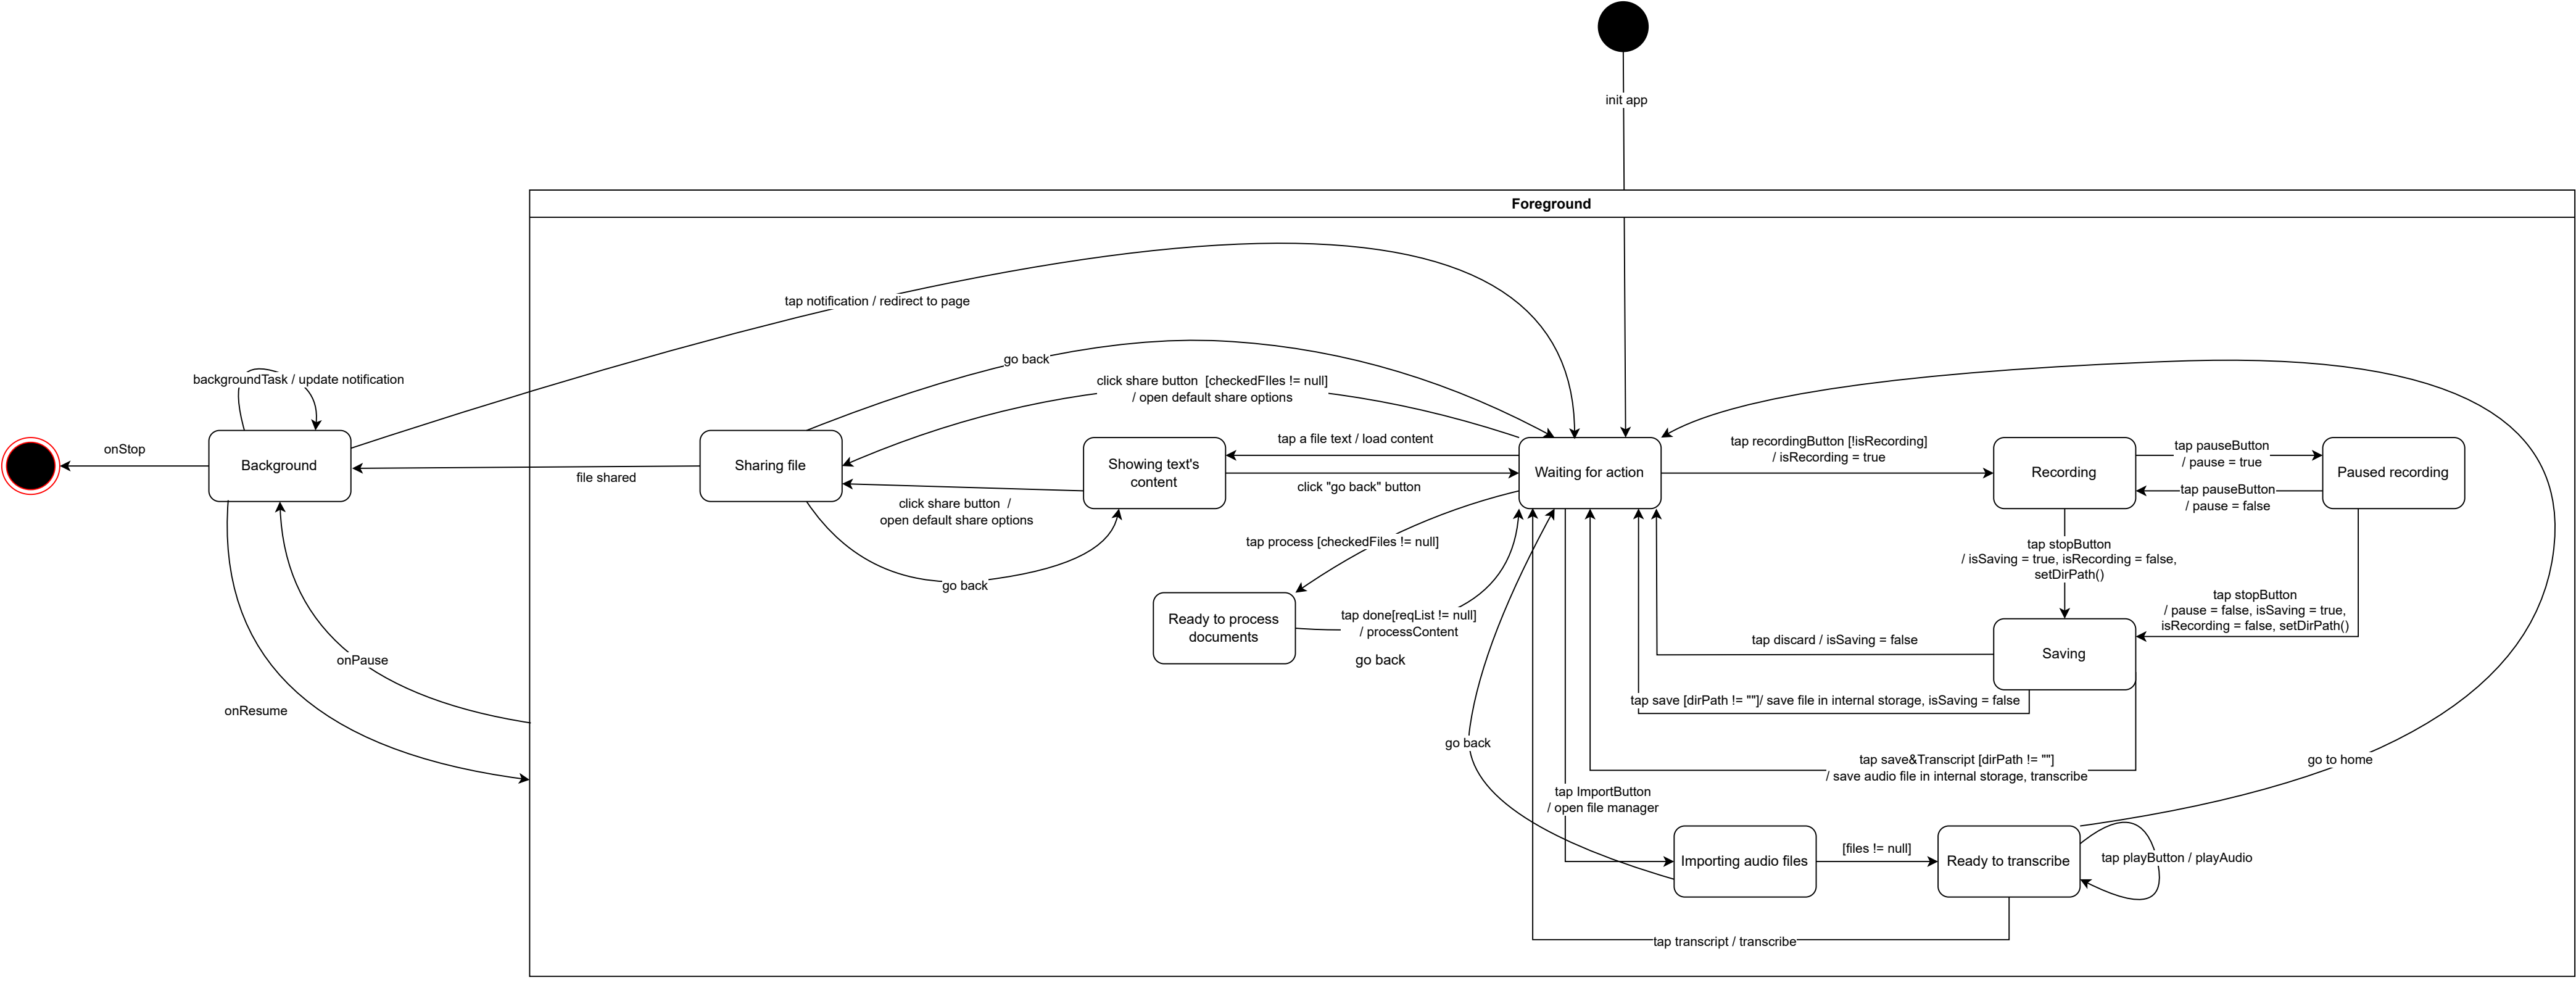 init app
Foreground
tap notification / redirect to page
go back
backgroundTask / update notification
click share button  [checkedFIles != null]
/ open default share options
onStop
Background
file shared
Sharing file
tap a file text / load content
Showing text's
content
click "go back" button
click share button  /
open default share options
go back
Waiting for action
tap recordingButton [!isRecording]
/ isRecording = true
Recording
tap pauseButton
/ pause = true
tap pauseButton
/ pause = false
Paused recording
tap process [checkedFiles != null]
Ready to process
documents
tap done[reqList != null]
/ processContent
go back
tap stopButton
/ isSaving = true, isRecording = false,
setDirPath()
tap stopButton
/ pause = false, isSaving = true,
isRecording = false, setDirPath()
tap discard / isSaving = false
Saving
onPause
onResume
tap save [dirPath != ""]/ save file in internal storage, isSaving = false
go back
tap save&Transcript [dirPath != ""]
/ save audio file in internal storage, transcribe
go to home
tap ImportButton
/ open file manager
Importing audio files
[files != null]
Ready to transcribe
tap playButton / playAudio
tap transcript / transcribe